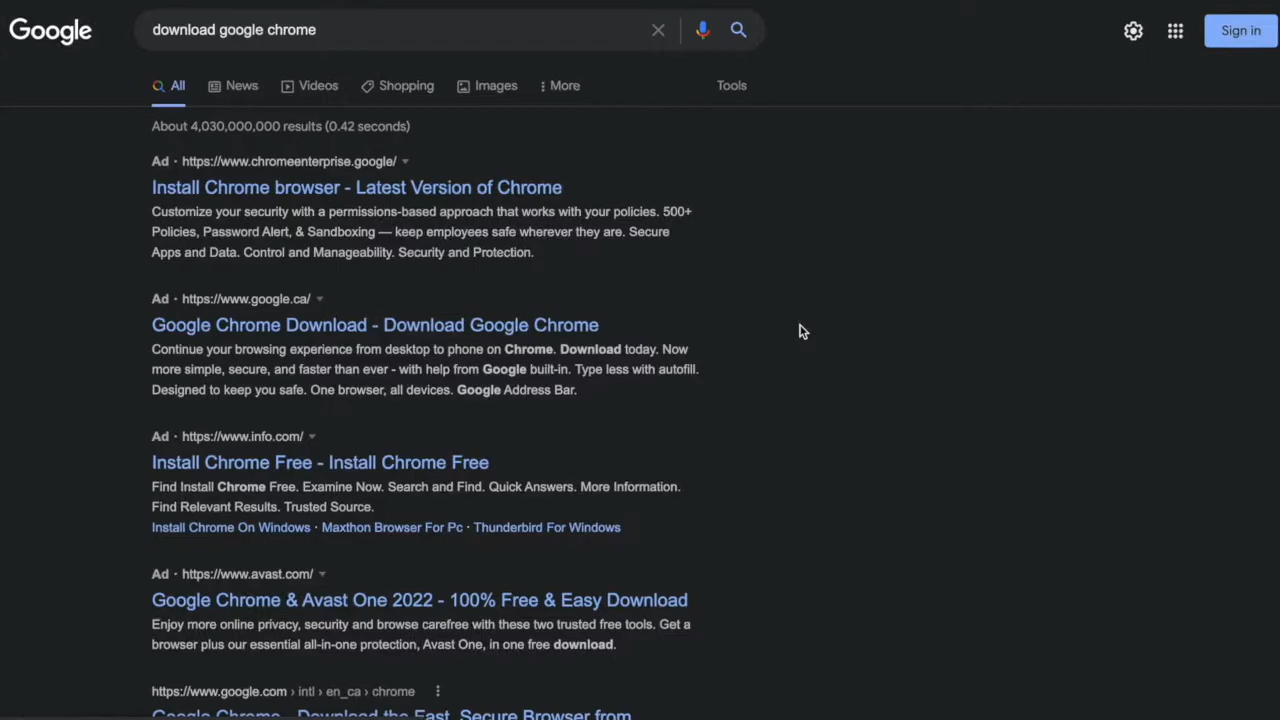 Google
download google chrome
Sign in
All News Videos Shopping Images More Tools
About 4,030,000,000 results (0.42 seconds)
Ad · https://www.chromeenterprise.google/
Install Chrome browser - Latest Version of Chrome
Customize your security with a permissions-based approach that works with your policies. 500+
Policies, Password Alert, & Sandboxing — keep employees safe wherever they are. Secure
Apps and Data. Control and Manageability. Security and Protection.
Ad · https://www.google.ca/
Google Chrome Download - Download Google Chrome
Continue your browsing experience from desktop to phone on Chrome. Download today. Now
more simple, secure, and faster than ever - with help from Google built-in. Type less with autofill.
Designed to keep you safe. One browser, all devices. Google Address Bar.
Ad · https://www.info.com/
Install Chrome Free - Install Chrome Free
Find Install Chrome Free. Examine Now. Search and Find. Quick Answers. More Information.
Find Relevant Results. Trusted Source.
Install Chrome On Windows · Maxthon Browser For Pc · Thunderbird For Windows
Ad · https://www.avast.com/
Google Chrome & Avast One 2022 - 100% Free & Easy Download
Enjoy more online privacy, security and browse carefree with these two trusted free tools. Get a
browser plus our essential all-in-one protection, Avast One, in one free download.
https://www.google.com › intl › en_ca › chrome
Google Chrome - Download the Fast, Secure Browser from